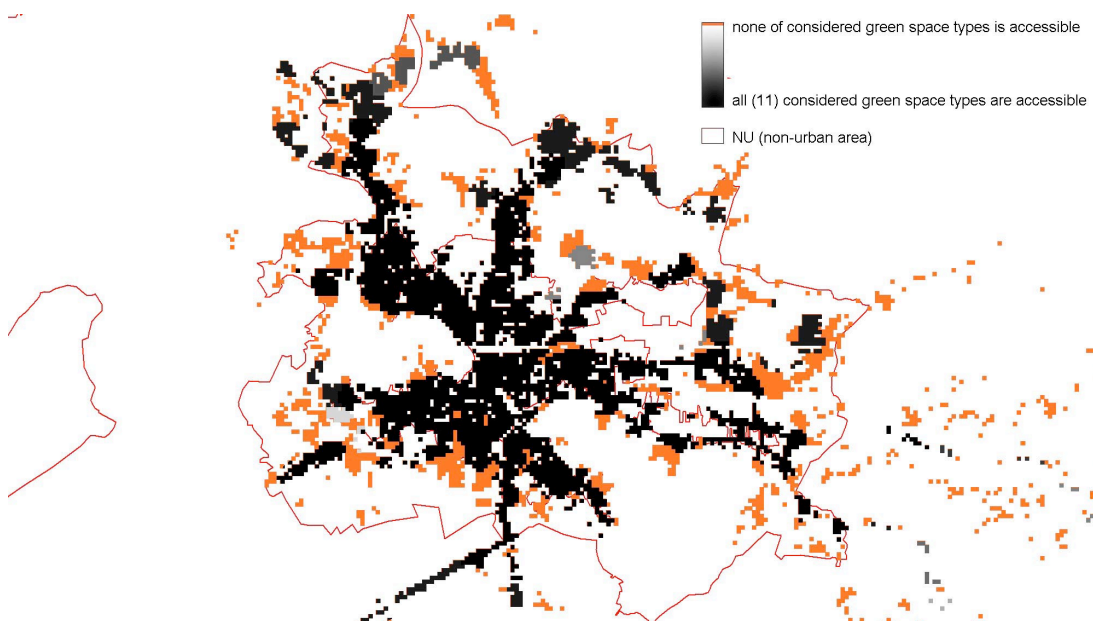 none of considered green space types is accessible
all (11) considered green space types are accessible
NU (non-urban area)